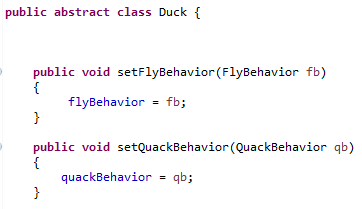 public abstract class Duck {
public void setFlyBehavior(FlyBehavior fb)
{
flyBehavior = fb;
}
public void setQuackBehavior(QuackBehavior qb)
{
quackBehavior = qb;
}